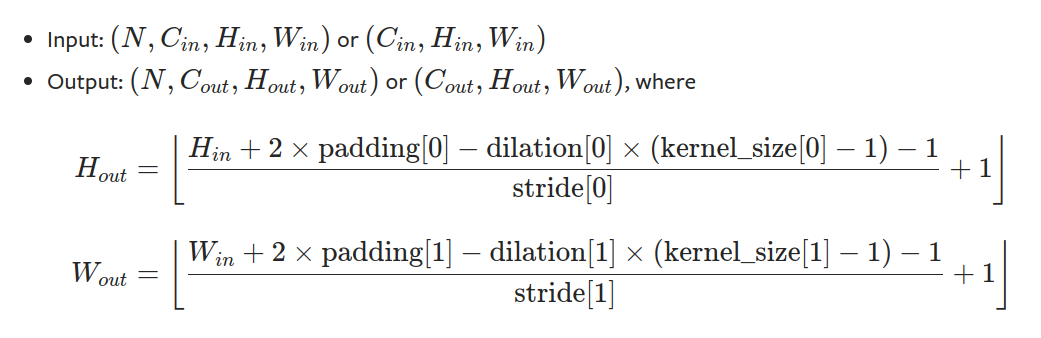 • Input: (N, C_in, H_in, W_in) or (C_in, H_in, W_in)
• Output: (N, C_out, H_out, W_out) or (C_out, H_out, W_out), where
H_out = ⌊(H_in + 2 × padding[0] − dilation[0] × (kernel_size[0] − 1) − 1) / stride[0] + 1⌋
W_out = ⌊(W_in + 2 × padding[1] − dilation[1] × (kernel_size[1] − 1) − 1) / stride[1] + 1⌋